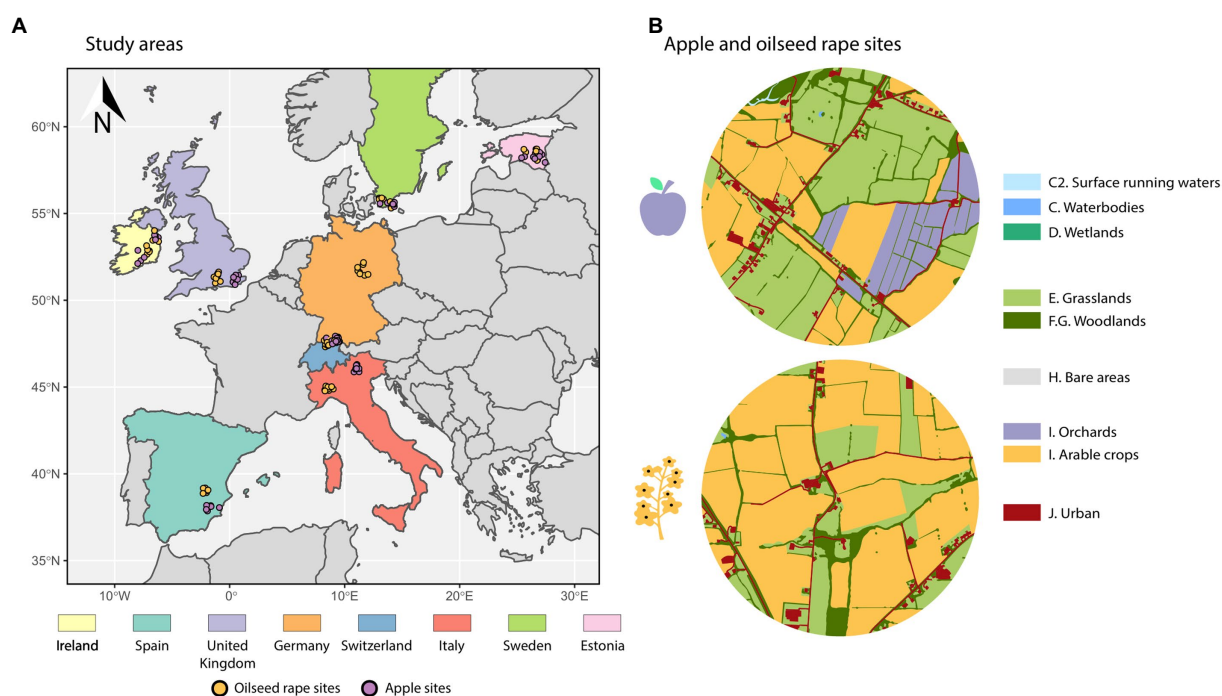 A
Study areas
N
60°N
55°N
50°N
45°N
40°N
35°N
10°W 0° 10°E 20°E 30°E
Ireland Spain United Kingdom Germany Switzerland Italy Sweden Estonia
Oilseed rape sites Apple sites
B
Apple and oilseed rape sites
C2. Surface running waters
C. Waterbodies
D. Wetlands
E. Grasslands
F.G. Woodlands
H. Bare areas
I. Orchards
I. Arable crops
J. Urban